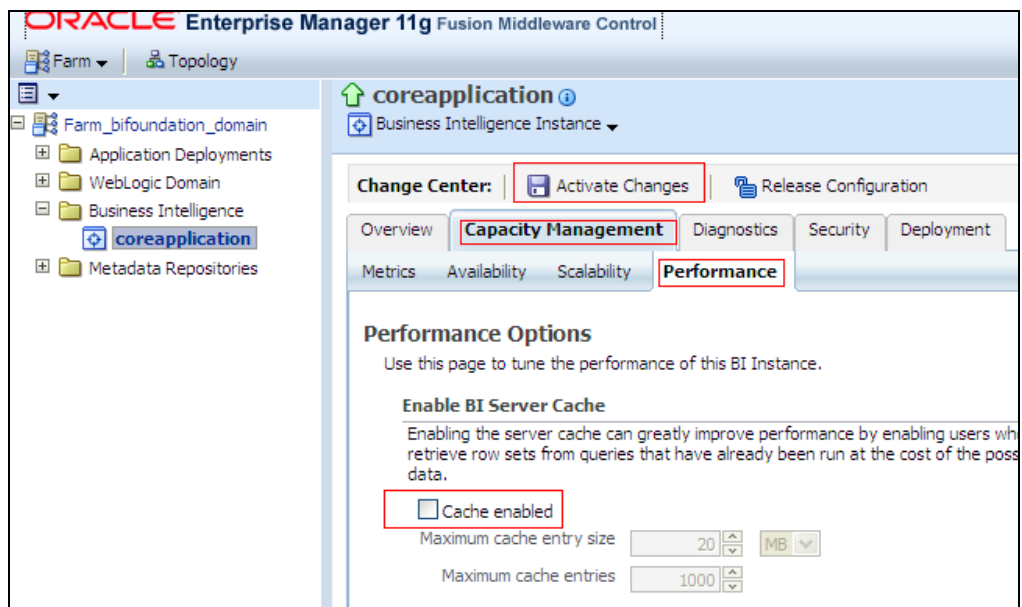 ORACLE Enterprise Manager 11g Fusion Middleware Control
Farm Topology
Farm_bifoundation_domain
Application Deployments
WebLogic Domain
Business Intelligence
coreapplication
Metadata Repositories
coreapplication
Business Intelligence Instance
Change Center: Activate Changes Release Configuration
Overview Capacity Management Diagnostics Security Deployment
Metrics Availability Scalability Performance
Performance Options
Use this page to tune the performance of this BI Instance.
Enable BI Server Cache
Enabling the server cache can greatly improve performance by enabling users
retrieve row sets from queries that have already been run at the cost of the
data.
Cache enabled
Maximum cache entry size 20 MB
Maximum cache entries 1000